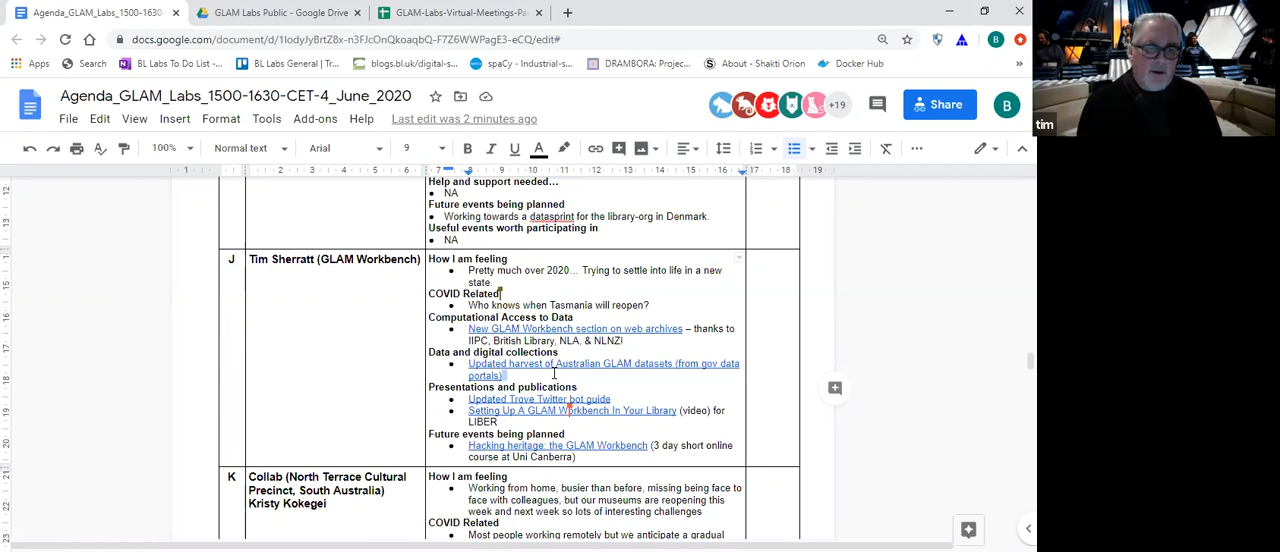 Agenda_GLAM_Labs_1500-1630-
GLAM Labs Public - Google Drive
GLAM-Labs-Virtual-Meetings-Pa
docs.google.com/document/d/
Apps
Search
BL Labs To Do List -...
BL Labs General | Tr...
blogs.bl.uk/digital-s...
spaCy - Industrial-s...
DRAMBORA: Projec...
About - Shakti Orion
Docker Hub
Agenda_GLAM_Labs_1500-1630-CET-4_June_2020
File Edit View Insert Format Tools Add-ons Help Last edit was 2 minutes ago
+19
Share
B
tim
100% Normal text Arial 9
Help and support needed…
● NA
Future events being planned
● Working towards a datasprint for the library-org in Denmark.
Useful events worth participating in
● NA
J
Tim Sherratt (GLAM Workbench)
How I am feeling
● Pretty much over 2020… Trying to settle into life in a new
state.
COVID Related
● Who knows when Tasmania will reopen?
Computational Access to Data
● New GLAM Workbench section on web archives – thanks to
IIPC, British Library, NLA, & NLNZ!
Data and digital collections
● Updated harvest of Australian GLAM datasets (from gov data
portals)
Presentations and publications
● Updated Trove Twitter bot guide
● Setting Up A GLAM Workbench In Your Library (video) for
LIBER
Future events being planned
● Hacking heritage: the GLAM Workbench (3 day short online
course at Uni Canberra)
K
Collab (North Terrace Cultural
Precinct, South Australia)
Kristy Kokegei
How I am feeling
● Working from home, busier than before, missing being face to
face with colleagues, but our museums are reopening this
week and next week so lots of interesting challenges
COVID Related
● Most people working remotely but we anticipate a gradual